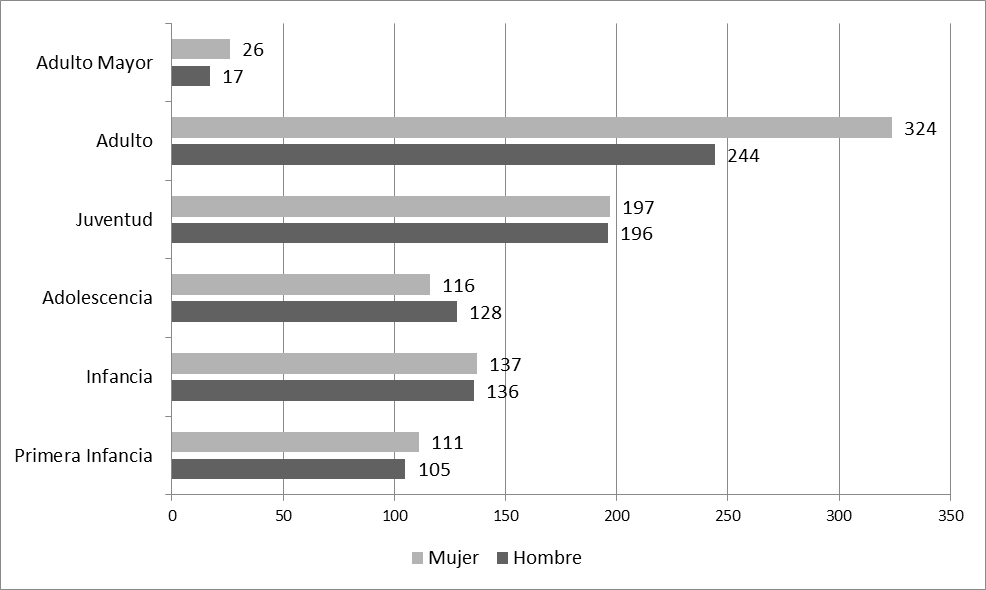 Adulto Mayor
26
17
Adulto
324
244
Juventud
197
196
Adolescencia
116
128
Infancia
137
136
Primera Infancia
111
105
0 50 100 150 200 250 300 350
Mujer Hombre